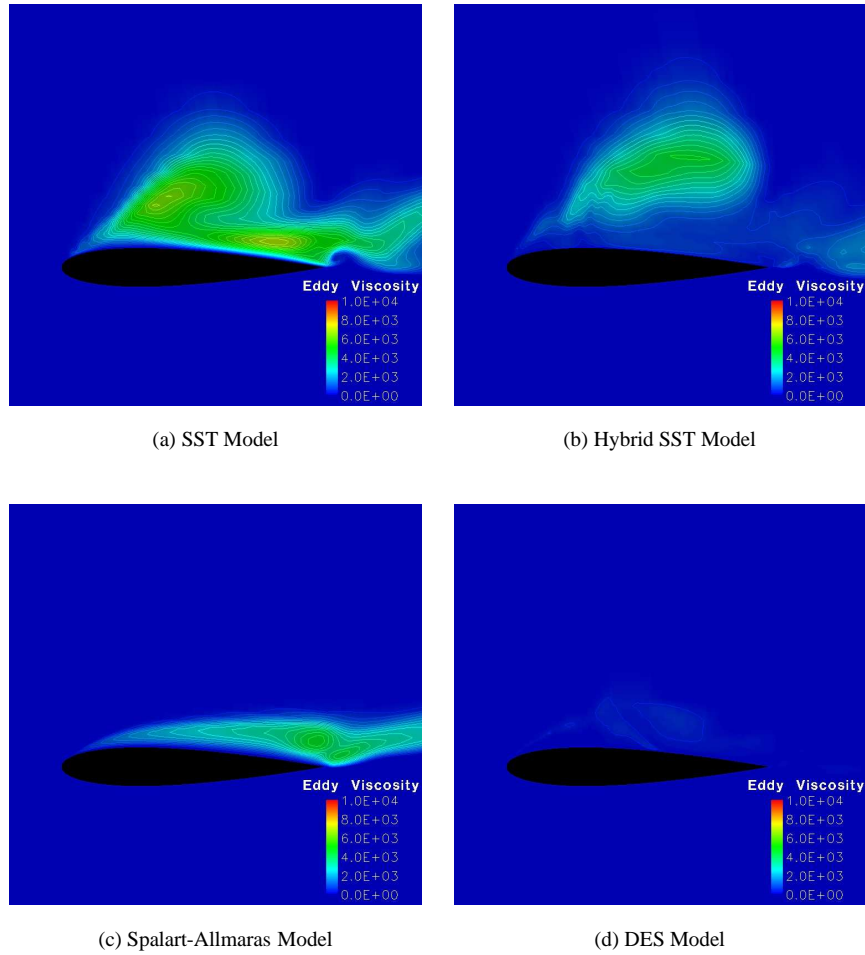 Eddy Viscosity
1.0E+04
8.0E+03
6.0E+03
4.0E+03
2.0E+03
0.0E+00
(a) SST Model
Eddy Viscosity
1.0E+04
8.0E+03
6.0E+03
4.0E+03
2.0E+03
0.0E+00
(b) Hybrid SST Model
Eddy Viscosity
1.0E+04
8.0E+03
6.0E+03
4.0E+03
2.0E+03
0.0E+00
(c) Spalart-Allmaras Model
Eddy Viscosity
1.0E+04
8.0E+03
6.0E+03
4.0E+03
2.0E+03
0.0E+00
(d) DES Model